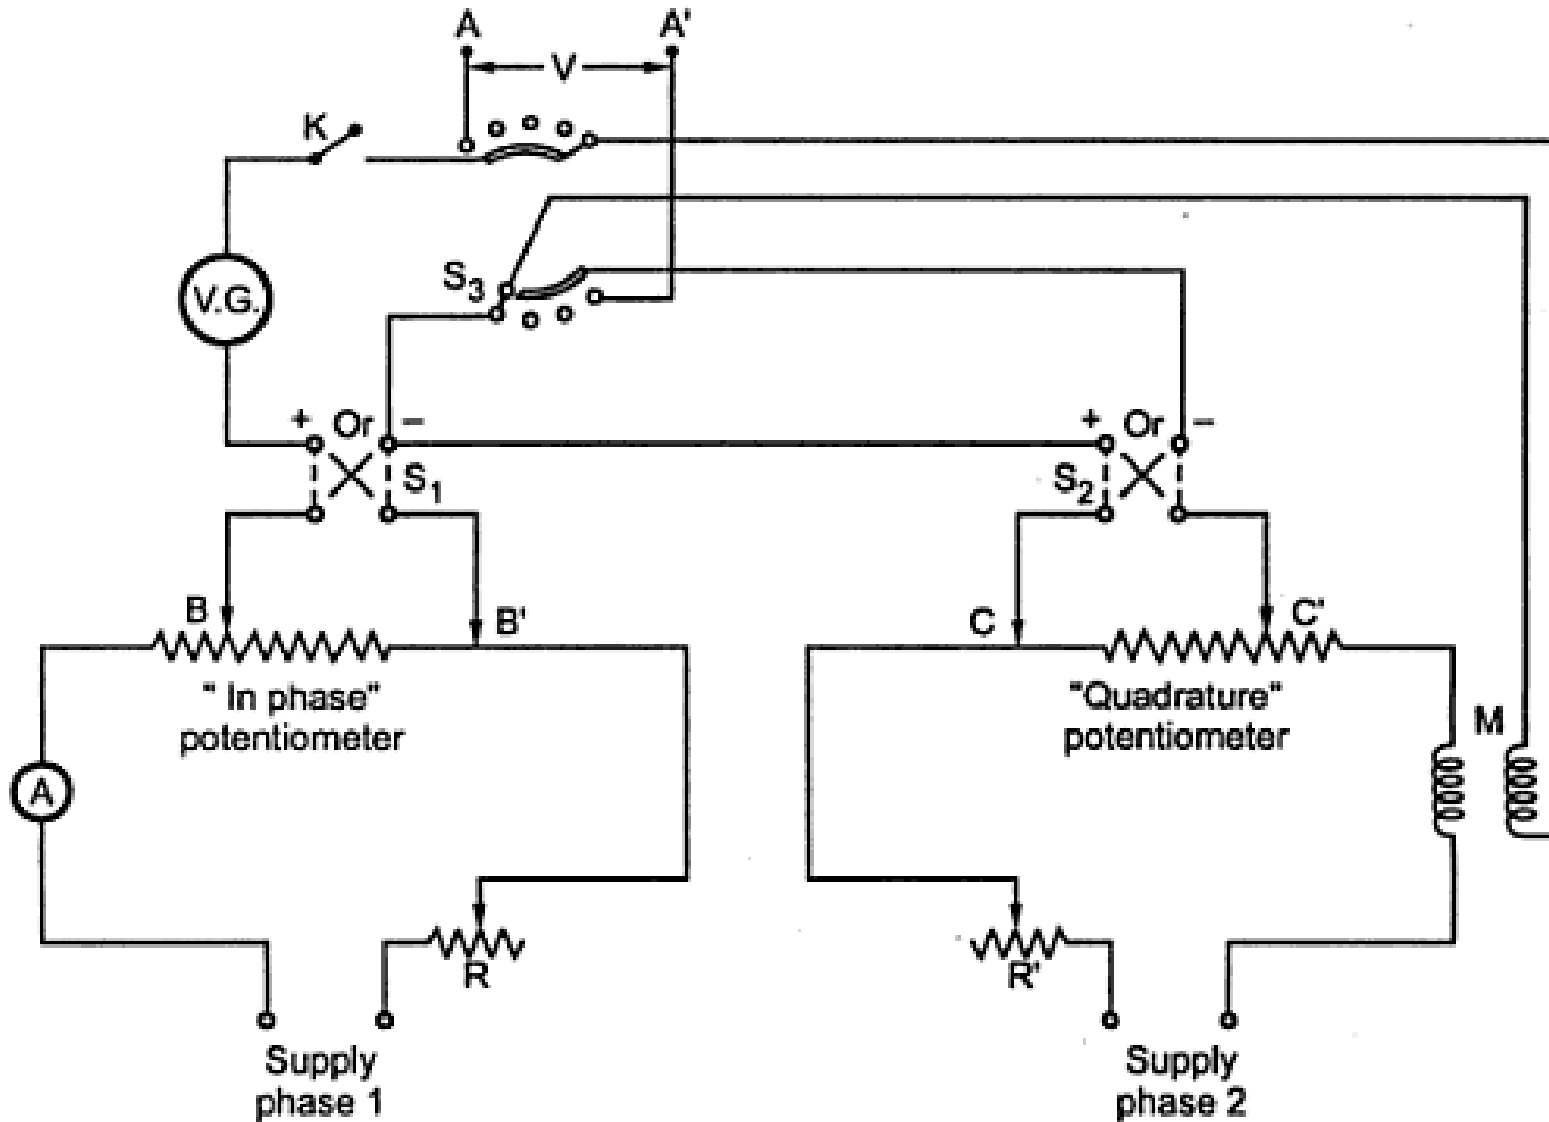 A A'
V
K
S3
V.G.
+ Or −
+ Or −
S1
S2
B B'
C C'
" In phase"
potentiometer
"Quadrature"
potentiometer
M
A
R
R'
Supply
phase 1
Supply
phase 2